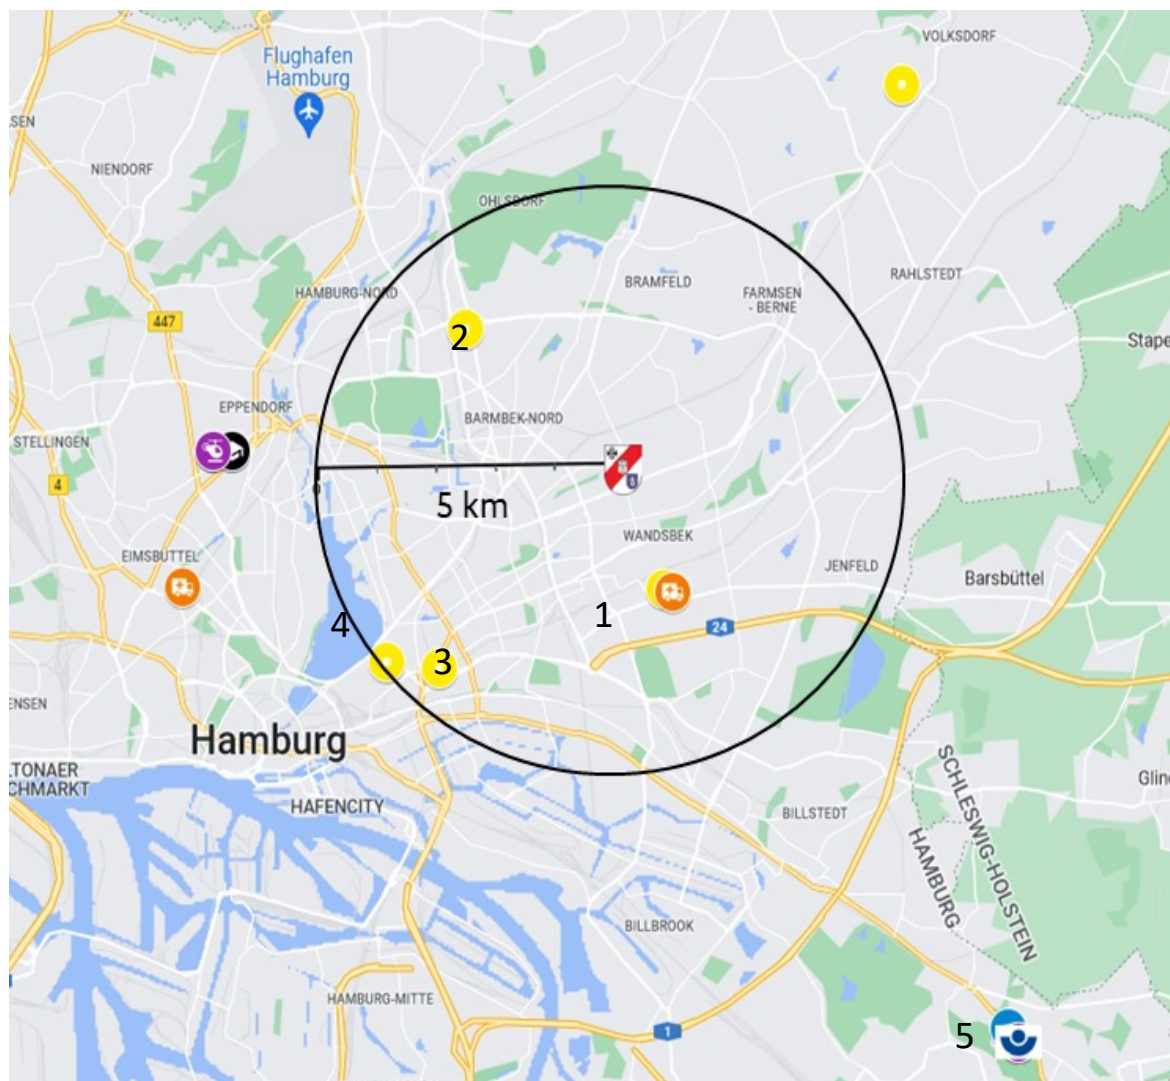 VOLKSDORF
Flughafen
Hamburg
SEN
NIENDORF
OHLSDORF
RAHLSTEDT
BRAMFELD
HAMBURG-NORD
FARMSEN
- BERNE
447
2
Stape
EPPENDORF
BARMBEK-NORD
STELLINGEN
4
0
5 km
WANDSBEK
EIMSBÜTTEL
JENFELD
Barsbüttel
1
4
24
3
ENSEN
Hamburg
LTONAER
CHMARKT
SCHLESWIG-HOLSTEIN
Glin
HAFENCITY
BILLSTEDT
HAMBURG
BILLBROOK
HAMBURG-MITTE
1
5